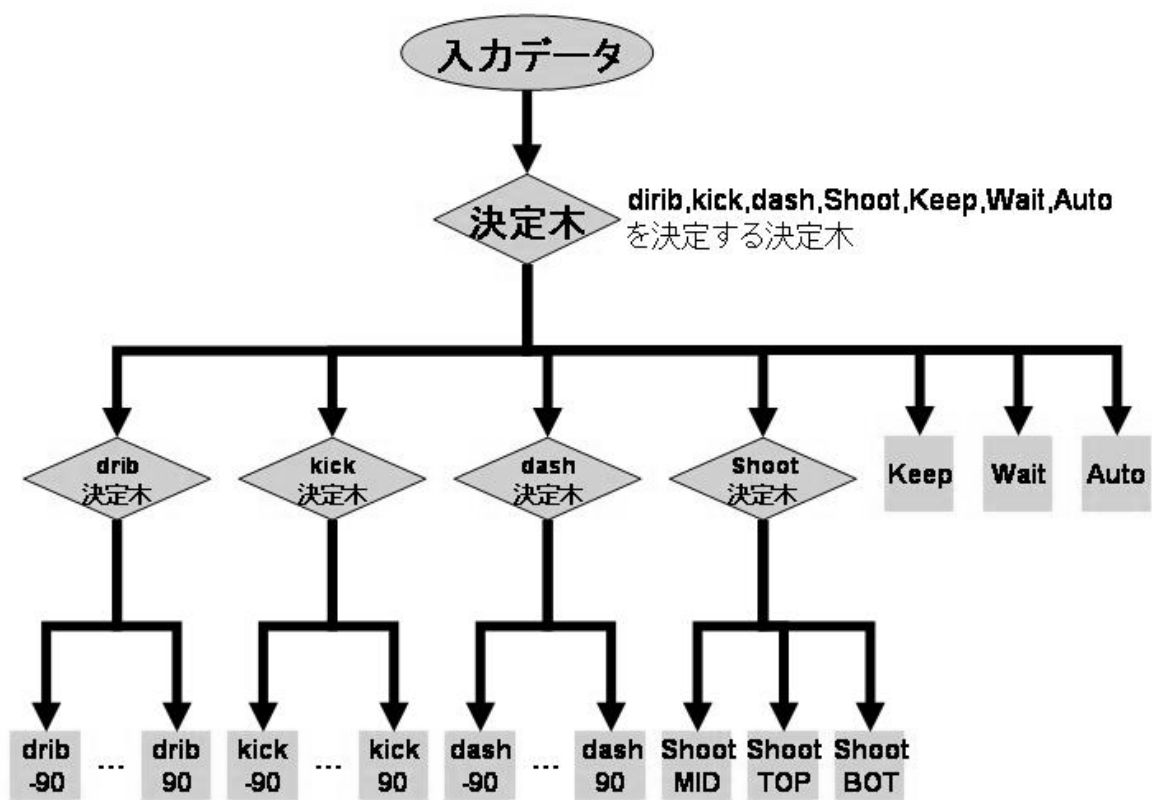 入力データ
決定木
dirib,kick,dash,Shoot,Keep,Wait,Auto
を決定する決定木
drib
決定木
kick
決定木
dash
決定木
Shoot
決定木
Keep
Wait
Auto
drib
-90
...
drib
90
kick
-90
...
kick
90
dash
-90
...
dash
90
Shoot
MID
Shoot
TOP
Shoot
BOT